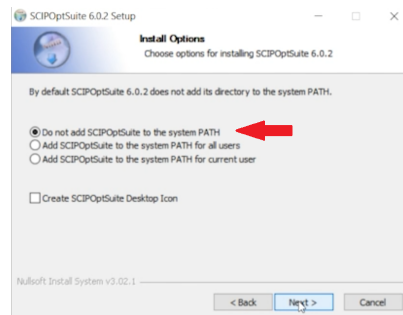 SCIPOptSuite 6.0.2 Setup
Install Options
Choose options for installing SCIPOptSuite 6.0.2
By default SCIPOptSuite 6.0.2 does not add its directory to the system PATH.
Do not add SCIPOptSuite to the system PATH
Add SCIPOptSuite to the system PATH for all users
Add SCIPOptSuite to the system PATH for current user
Create SCIPOptSuite Desktop Icon
Nullsoft Install System v3.02.1
< Back Next > Cancel